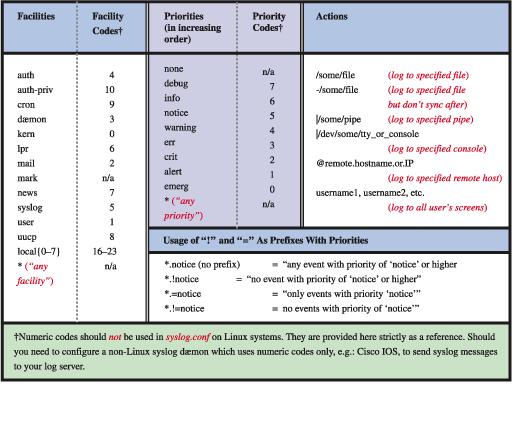 Facilities Facility Codes†
auth 4
auth-priv 10
cron 9
dæmon 3
kern 0
lpr 6
mail 2
mark n/a
news 7
syslog 5
user 1
uucp 8
local{0–7} 16–23
* (“any facility”) n/a
Priorities (in increasing order) Priority Codes†
none n/a
debug 7
info 6
notice 5
warning 4
err 3
crit 2
alert 1
emerg 0
* (“any priority”) n/a
Actions
/some/file (log to specified file)
-/some/file (log to specified file
but don't sync after)
|/some/pipe (log to specified pipe)
/dev/some/tty_or_console
(log to specified console)
@remote.hostname.or.IP
(log to specified remote host)
username1, username2, etc.
(log to all user's screens)
Usage of “!” and “=” As Prefixes With Priorities
*.notice (no prefix) = “any event with priority of ‘notice’ or higher
*.!notice = “no event with priority of ‘notice’ or higher”
*.=notice = “only events with priority ‘notice’”
*.!=notice = no events with priority of ‘notice’”
†Numeric codes should not be used in syslog.conf on Linux systems. They are provided here strictly as a reference. Should
you need to configure a non-Linux syslog dæmon which uses numeric codes only, e.g.: Cisco IOS, to send syslog messages
to your log server.